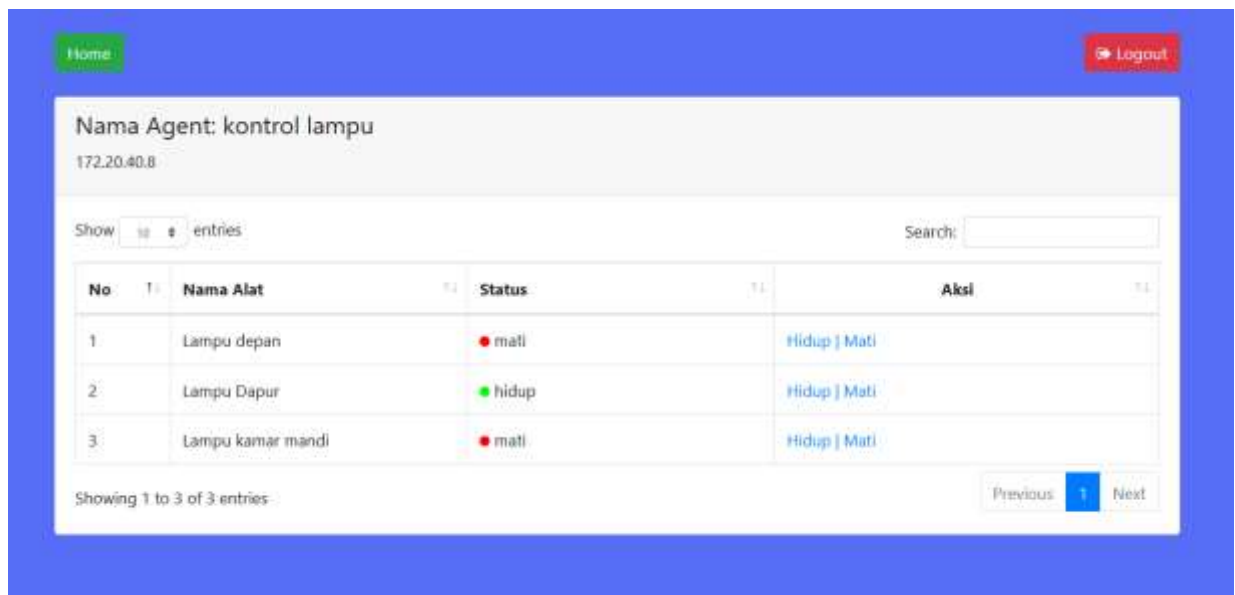 Home
Logout
Nama Agent: kontrol lampu
172.20.40.8
Show 10 entries
Search:
No Nama Alat Status Aksi
1 Lampu depan mati Hidup | Mati
2 Lampu Dapur hidup Hidup | Mati
3 Lampu kamar mandi mati Hidup | Mati
Showing 1 to 3 of 3 entries
Previous 1 Next